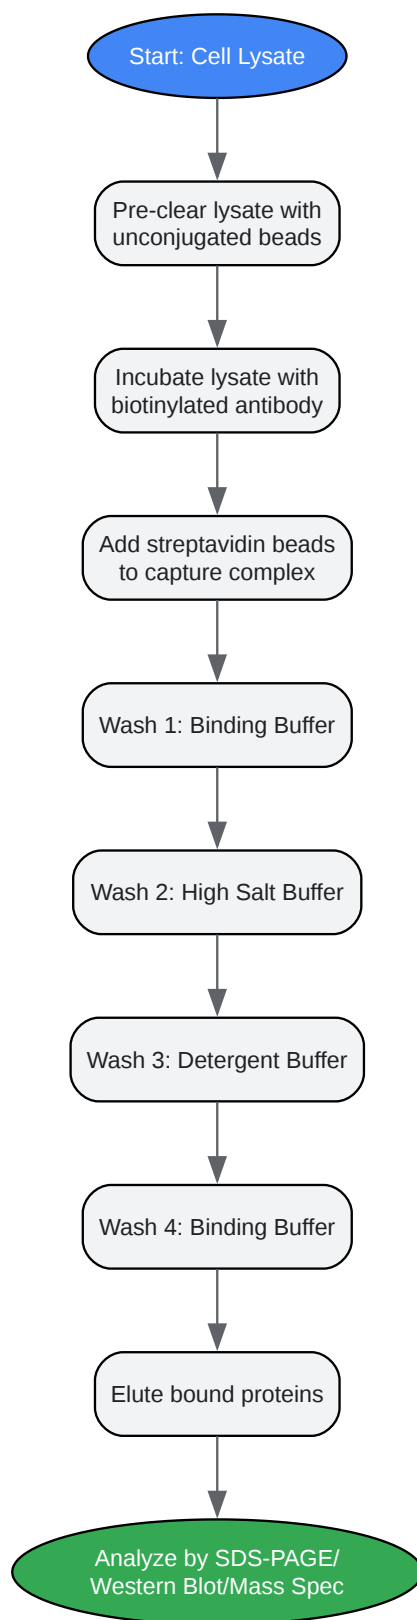 Start: Cell Lysate
Pre-clear lysate with
unconjugated beads
Incubate lysate with
biotinylated antibody
Add streptavidin beads
to capture complex
Wash 1: Binding Buffer
Wash 2: High Salt Buffer
Wash 3: Detergent Buffer
Wash 4: Binding Buffer
Elute bound proteins
Analyze by SDS-PAGE/
Western Blot/Mass Spec